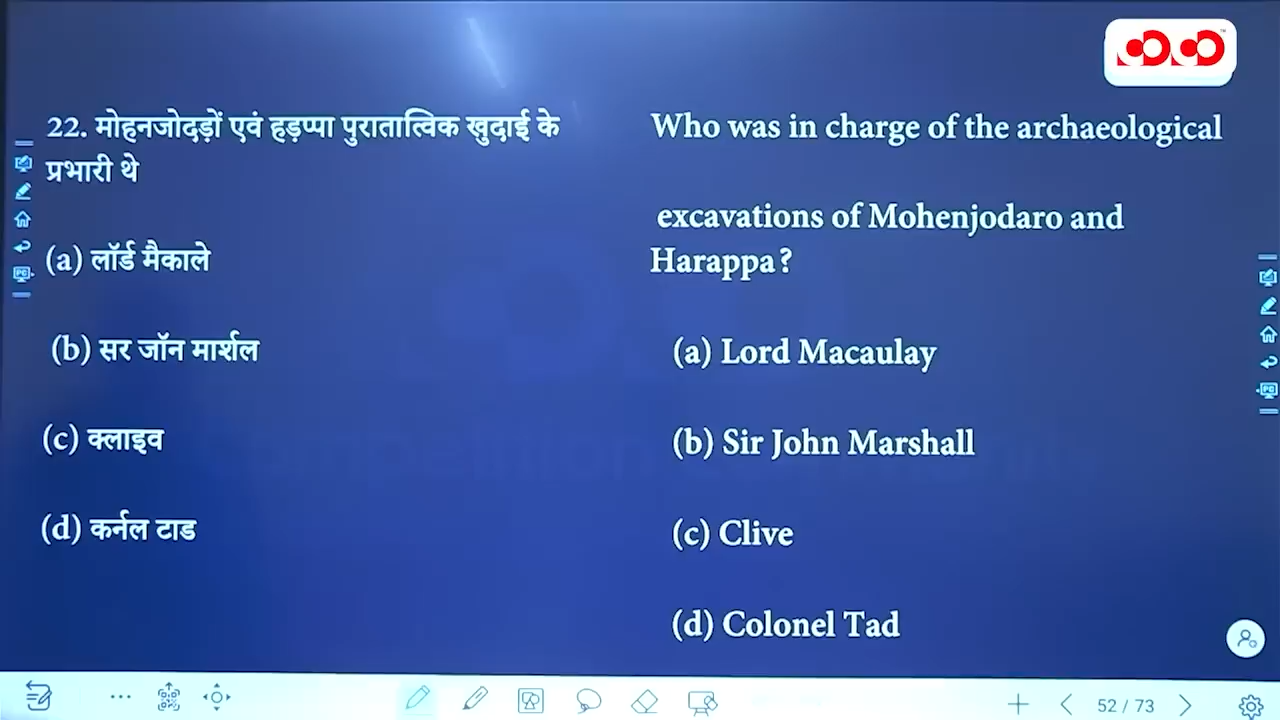 22. मोहनजोदड़ों एवं हड़प्पा पुरातात्विक खुदाई के
प्रभारी थे
(a) लॉर्ड मैकाले
(b) सर जॉन मार्शल
(c) क्लाइव
(d) कर्नल टाड
Who was in charge of the archaeological
excavations of Mohenjodaro and
Harappa?
(a) Lord Macaulay
(b) Sir John Marshall
(c) Clive
(d) Colonel Tad
52 / 73